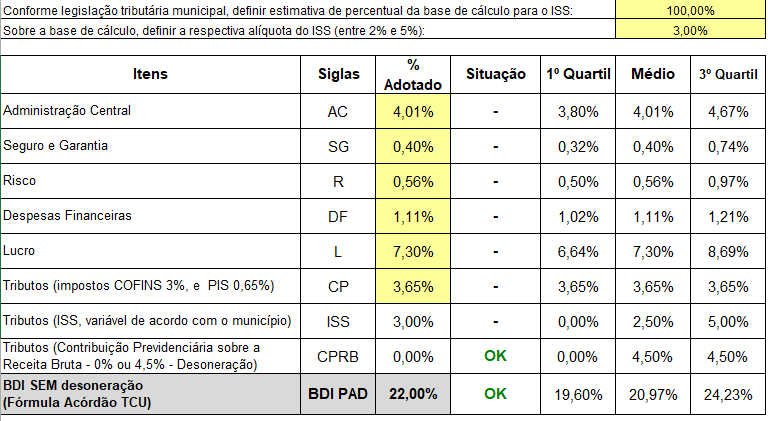 Conforme legislação tributária municipal, definir estimativa de percentual da base de cálculo para o ISS: 100,00%
Sobre a base de cálculo, definir a respectiva alíquota do ISS (entre 2% e 5%): 3,00%
Itens Siglas % Adotado Situação 1º Quartil Médio 3º Quartil
Administração Central AC 4,01% - 3,80% 4,01% 4,67%
Seguro e Garantia SG 0,40% - 0,32% 0,40% 0,74%
Risco R 0,56% - 0,50% 0,56% 0,97%
Despesas Financeiras DF 1,11% - 1,02% 1,11% 1,21%
Lucro L 7,30% - 6,64% 7,30% 8,69%
Tributos (impostos COFINS 3%, e PIS 0,65%) CP 3,65% - 3,65% 3,65% 3,65%
Tributos (ISS, variável de acordo com o município) ISS 3,00% - 0,00% 2,50% 5,00%
Tributos (Contribuição Previdenciária sobre a
Receita Bruta - 0% ou 4,5% - Desoneração) CPRB 0,00% OK 0,00% 4,50% 4,50%
BDI SEM desoneração
(Fórmula Acórdão TCU) BDI PAD 22,00% OK 19,60% 20,97% 24,23%